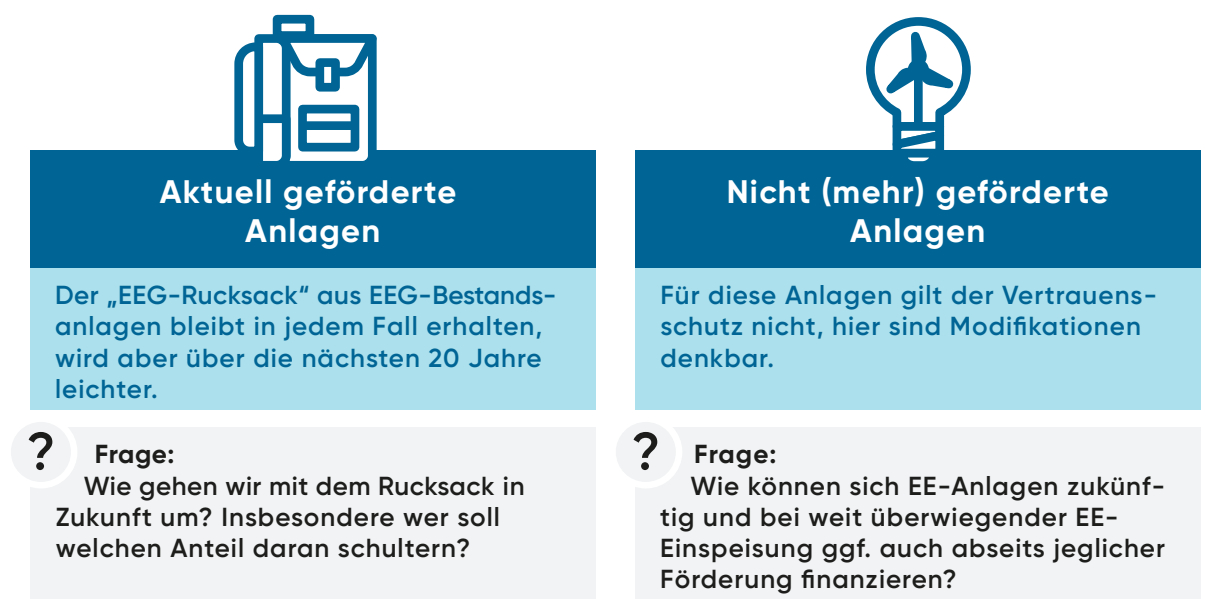 Aktuell geförderte
Anlagen
Der „EEG-Rucksack“ aus EEG-Bestands-
anlagen bleibt in jedem Fall erhalten,
wird aber über die nächsten 20 Jahre
leichter.
?
Frage:
Wie gehen wir mit dem Rucksack in
Zukunft um? Insbesondere wer soll
welchen Anteil daran schultern?
Nicht (mehr) geförderte
Anlagen
Für diese Anlagen gilt der Vertrauens-
schutz nicht, hier sind Modifikationen
denkbar.
?
Frage:
Wie können sich EE-Anlagen zukünf-
tig und bei weit überwiegender EE-
Einspeisung ggf. auch abseits jeglicher
Förderung finanzieren?